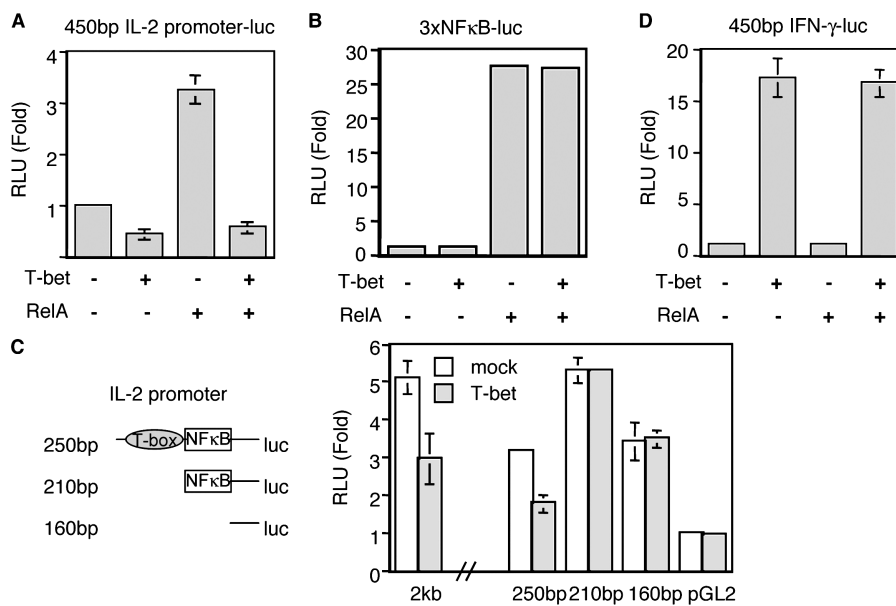 A
450bp IL-2 promoter-luc
RLU (Fold)
4
3
2
1
T-bet - + - +
RelA - - + +
B
3xNFκB-luc
RLU (Fold)
30
25
20
15
10
5
0
T-bet - + - +
RelA - - + +
D
450bp IFN-γ-luc
RLU (Fold)
20
15
10
5
0
T-bet - + - +
RelA - - + +
C
IL-2 promoter
250bp T-box NFκB luc
210bp NFκB luc
160bp luc
RLU (Fold)
6
5
4
3
2
1
0
mock
T-bet
2kb // 250bp 210bp 160bp pGL2